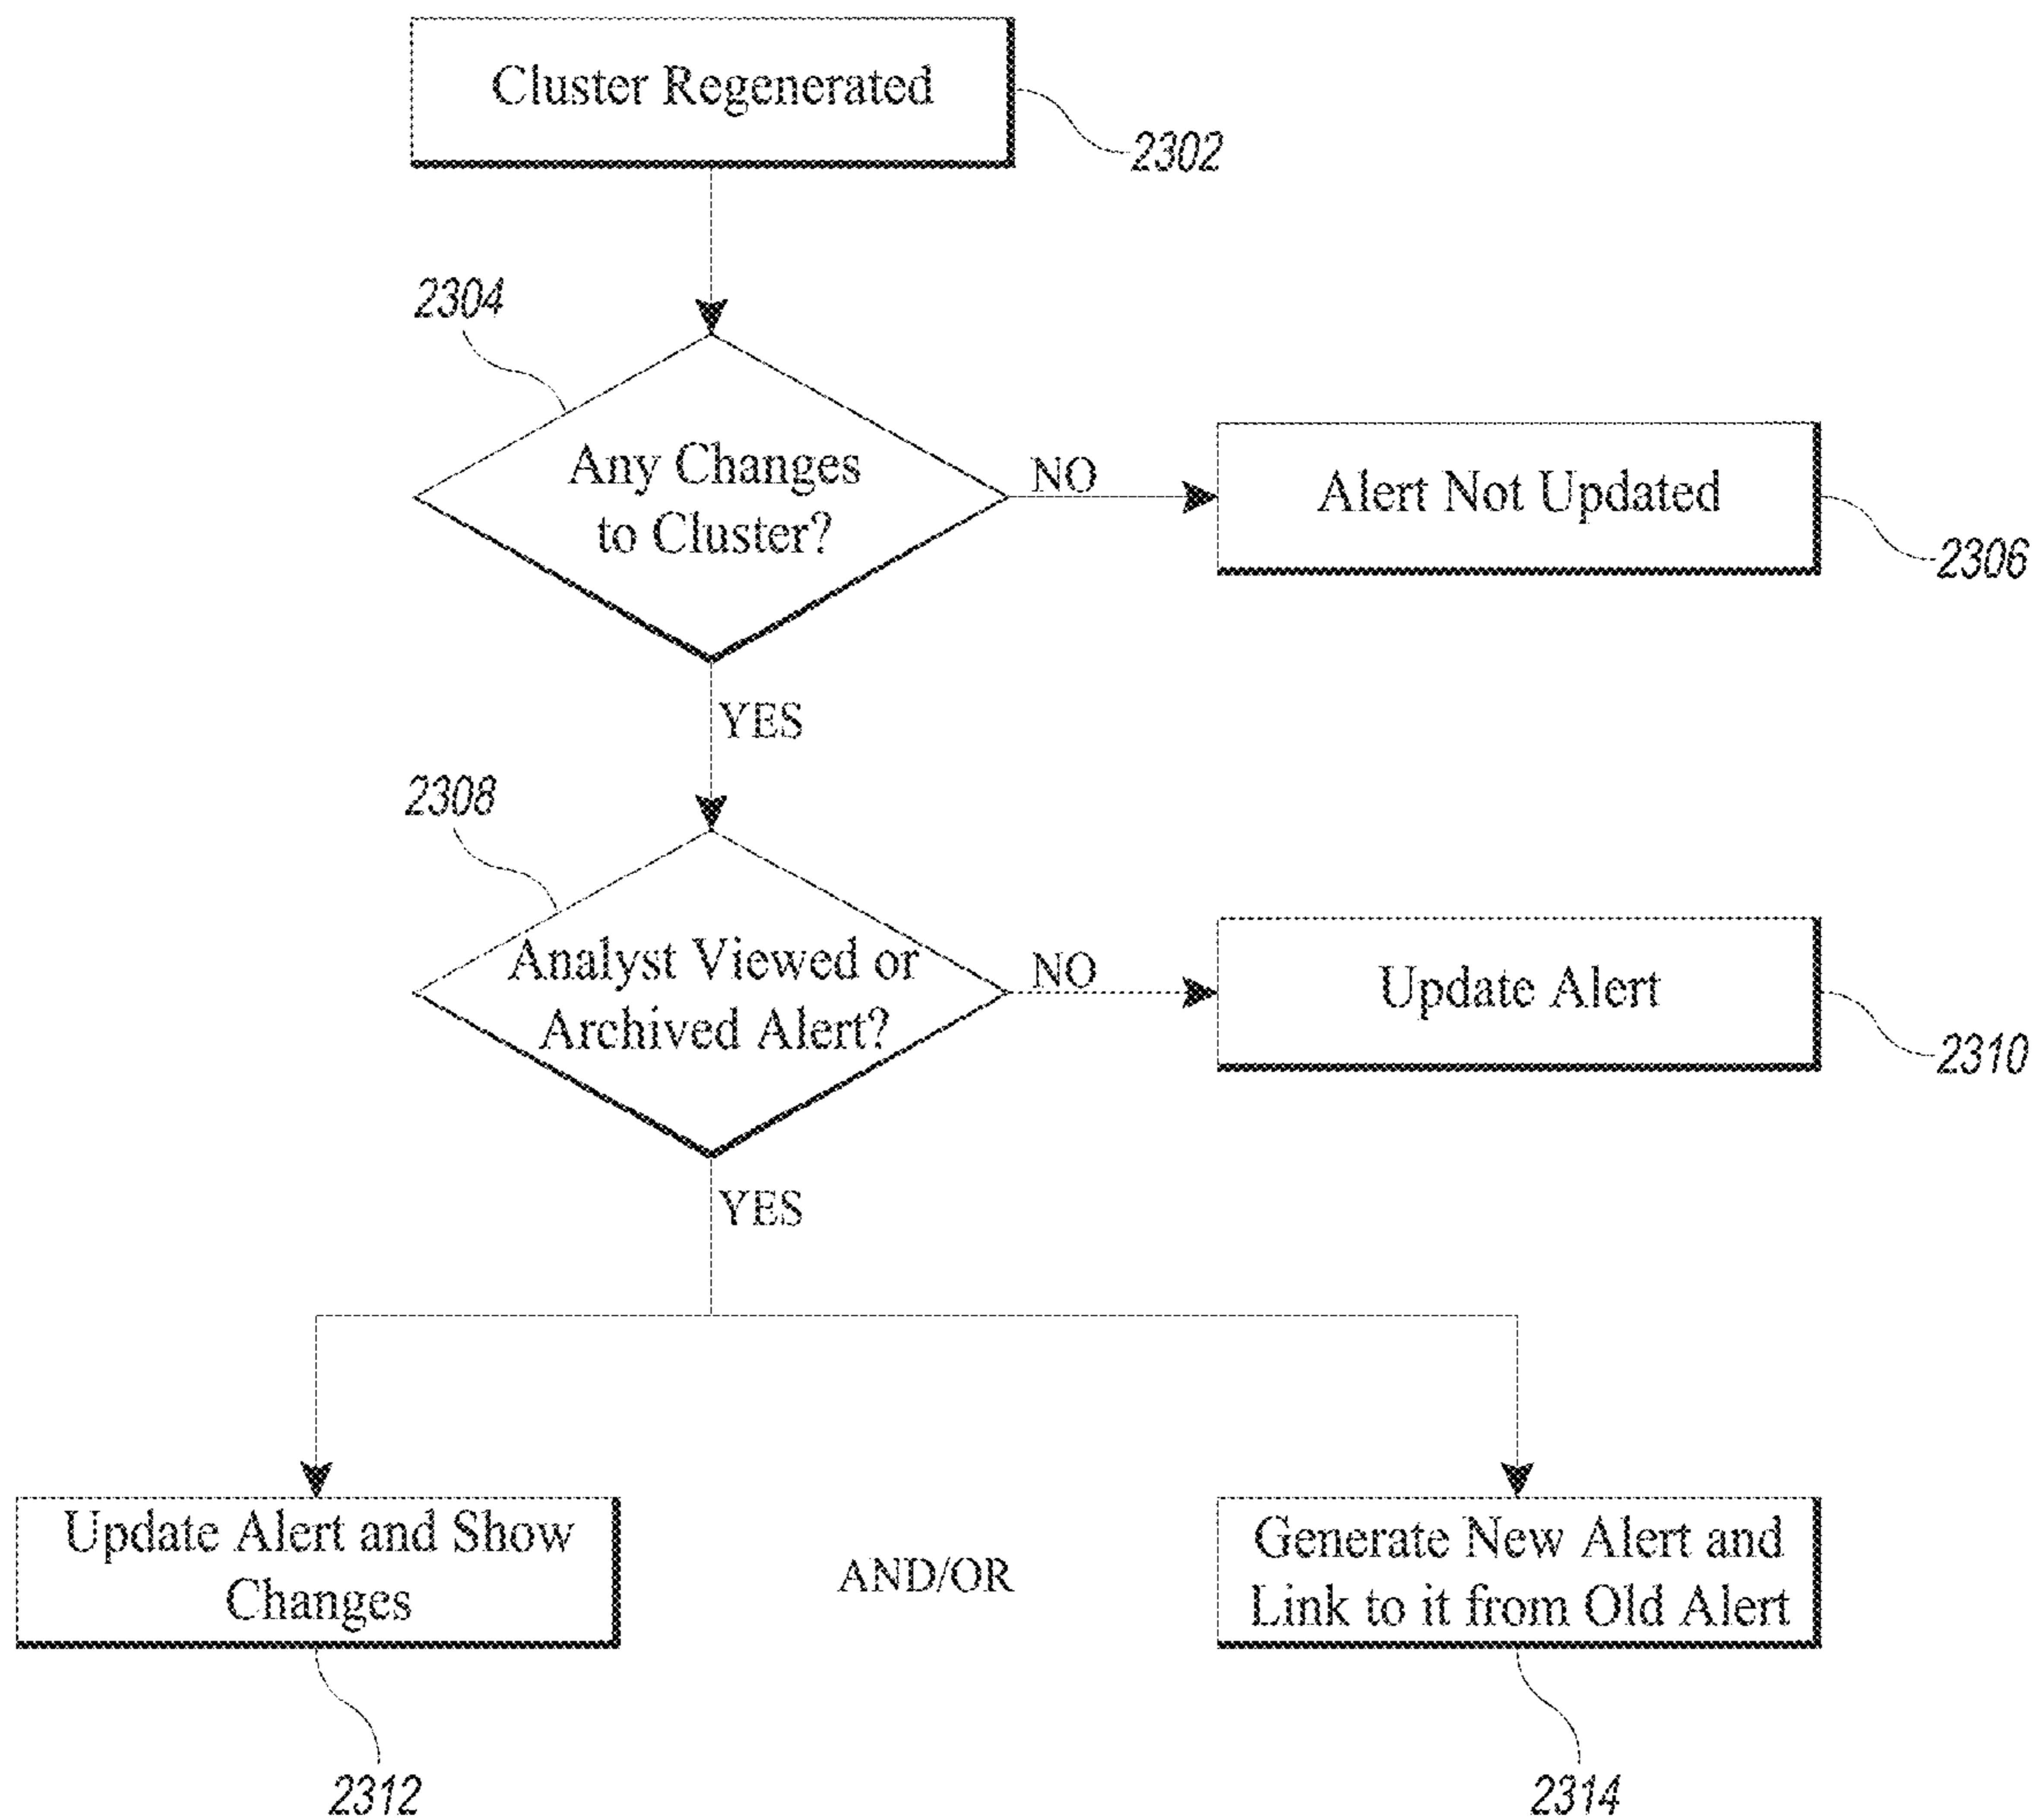 Cluster Regenerated
2302
2304
Any Changes
to Cluster?
NO
Alert Not Updated
2306
YES
2308
Analyst Viewed or
Archived Alert?
NO
Update Alert
2310
YES
Update Alert and Show
Changes
AND/OR
Generate New Alert and
Link to it from Old Alert
2312
2314